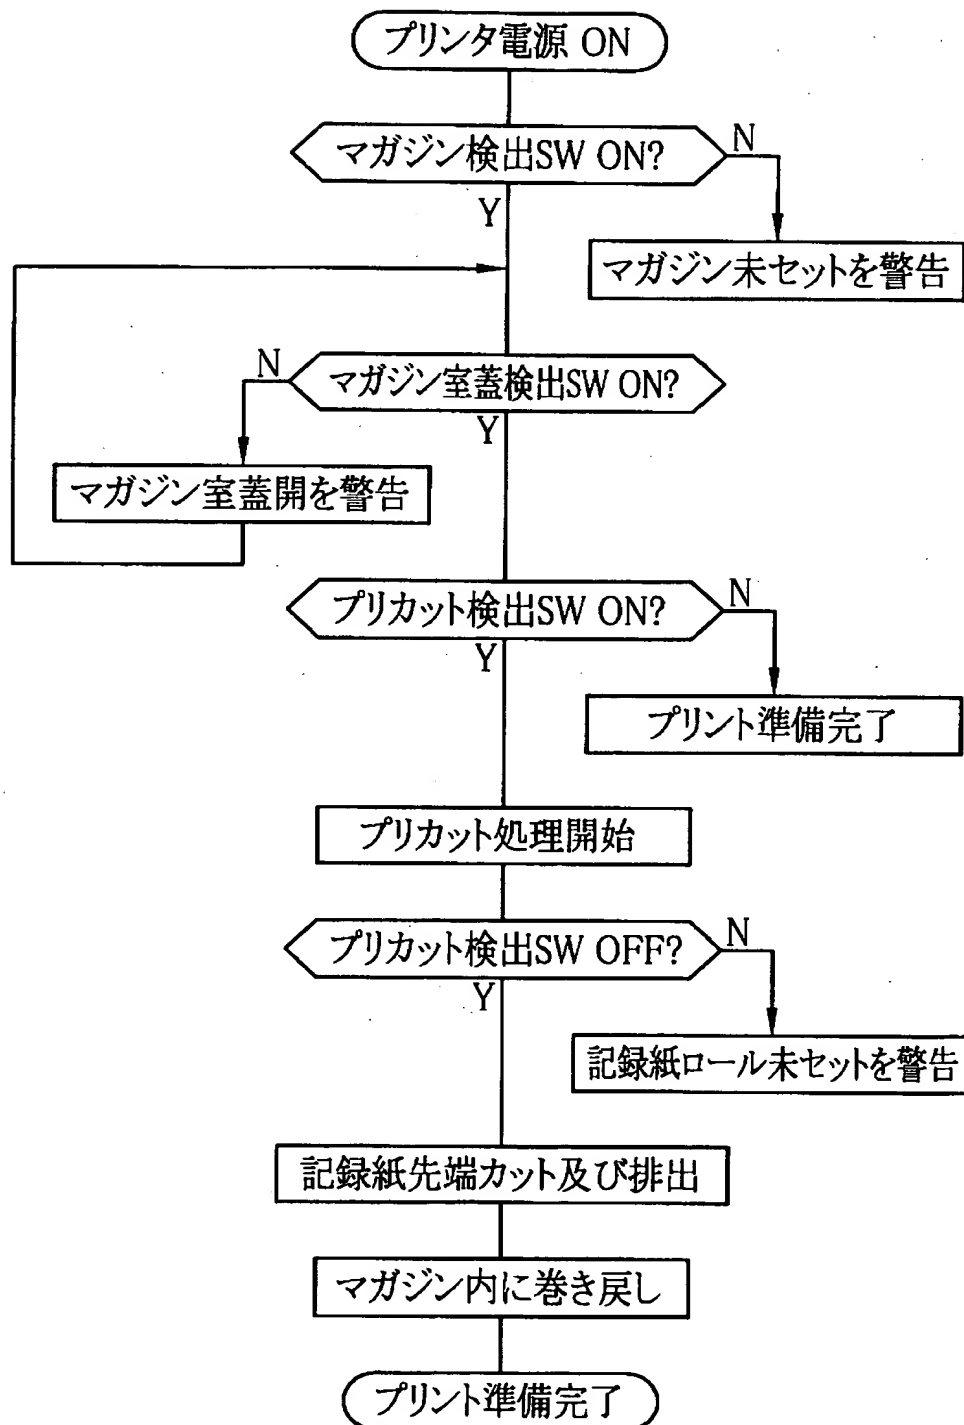 プリンタ電源 ON
マガジン検出SW ON?
N
Y
マガジン未セットを警告
マガジン室蓋検出SW ON?
N
Y
マガジン室蓋開を警告
プリカット検出SW ON?
N
Y
プリント準備完了
プリカット処理開始
プリカット検出SW OFF?
N
Y
記録紙ロール未セットを警告
記録紙先端カット及び排出
マガジン内に巻き戻し
プリント準備完了